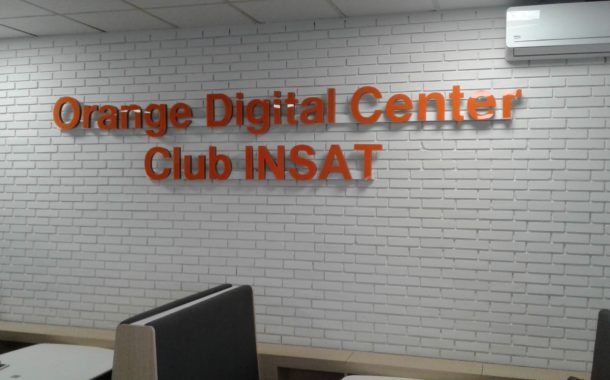 Orange Digital Center
Club INSAT